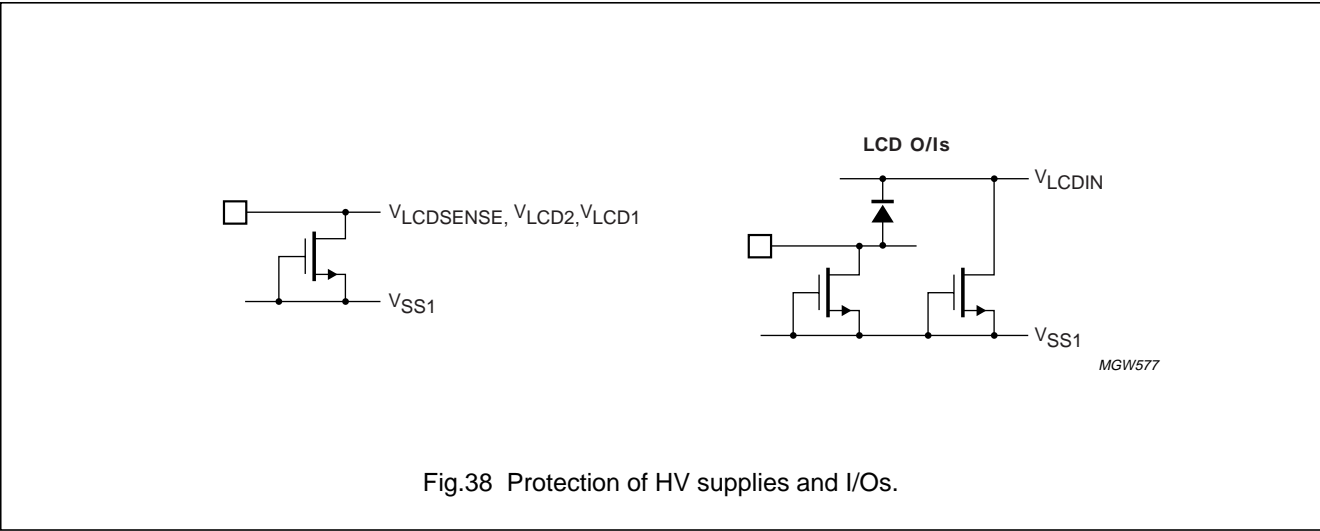 LCD O/Is
VLCDIN
VLCDSENSE, VLCD2,VLCD1
VSS1
VSS1
MGW577
Fig.38 Protection of HV supplies and I/Os.